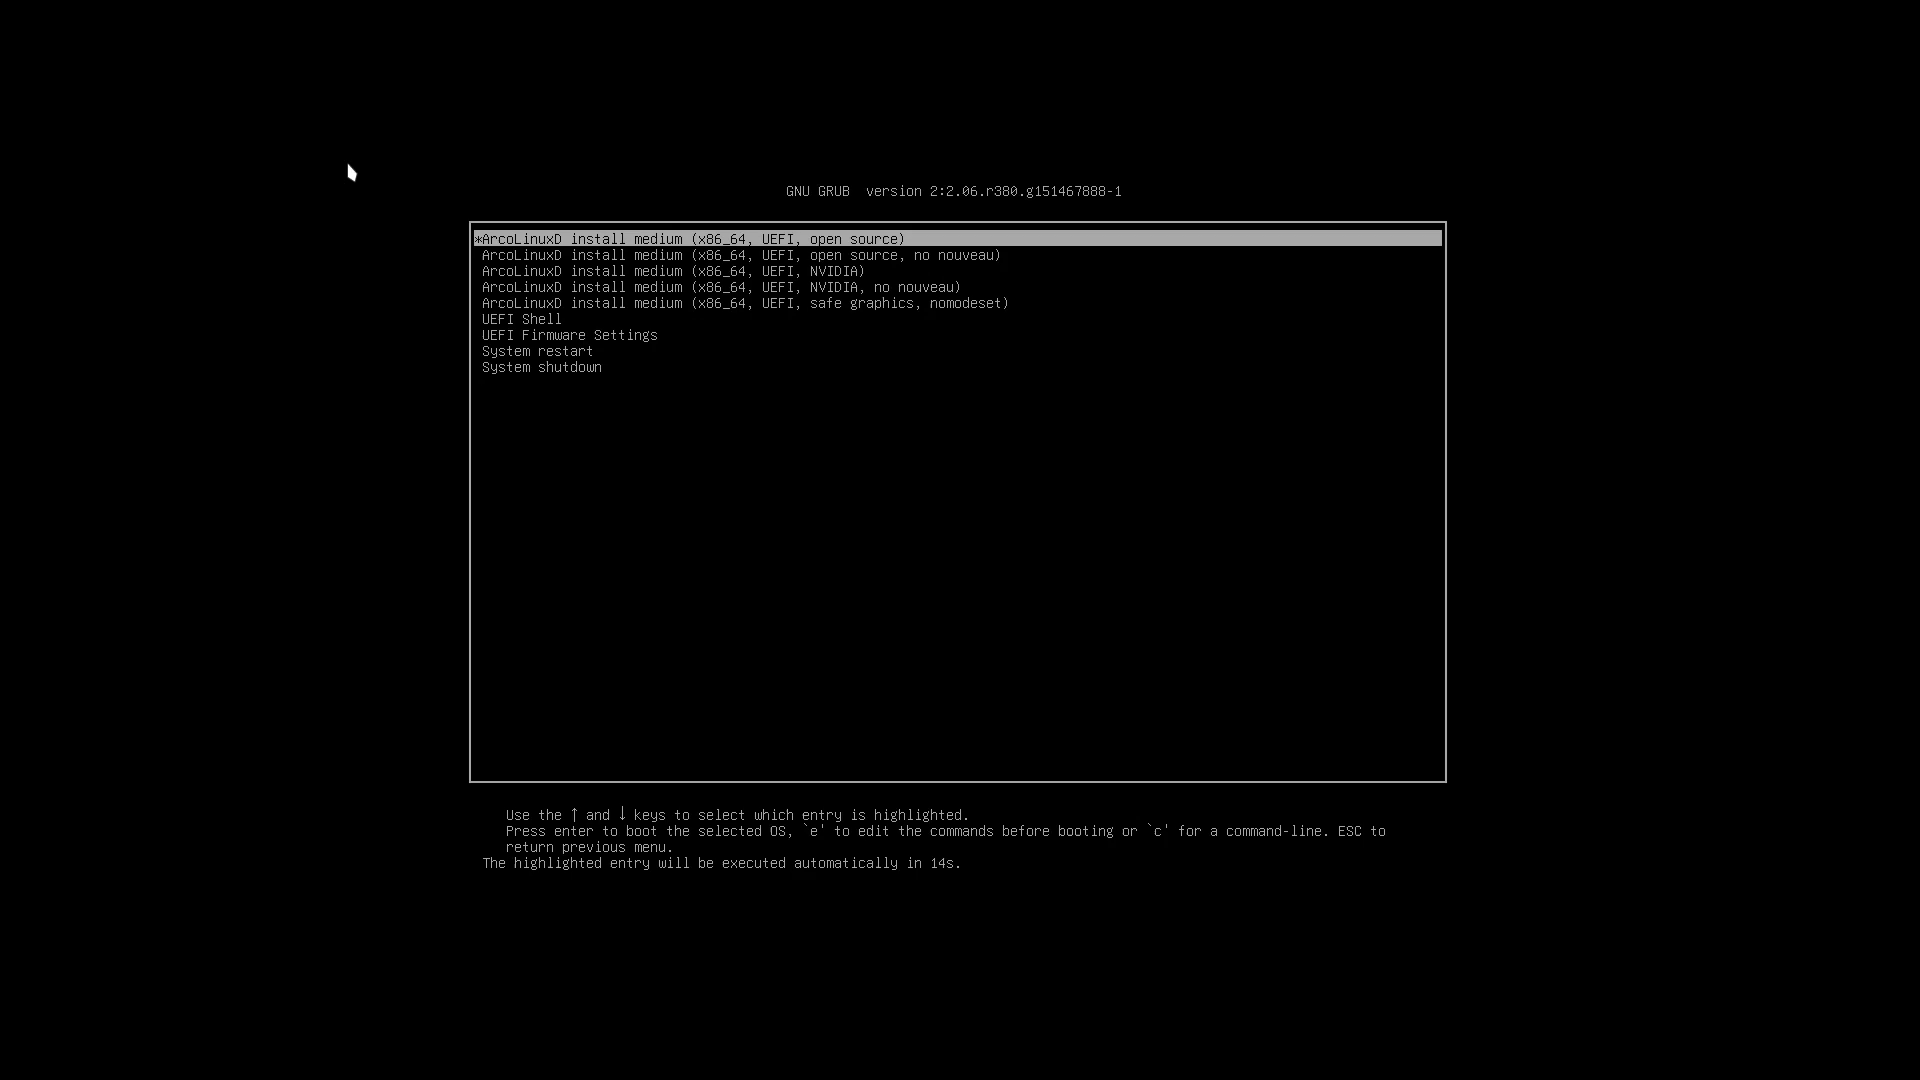 GNU GRUB  version 2:2.06.r380.g151467888-1
*ArcoLinuxD install medium (x86_64, UEFI, open source)
ArcoLinuxD install medium (x86_64, UEFI, open source, no nouveau)
ArcoLinuxD install medium (x86_64, UEFI, NVIDIA)
ArcoLinuxD install medium (x86_64, UEFI, NVIDIA, no nouveau)
ArcoLinuxD install medium (x86_64, UEFI, safe graphics, nomodeset)
UEFI Shell
UEFI Firmware Settings
System restart
System shutdown
Use the ↑ and ↓ keys to select which entry is highlighted.
Press enter to boot the selected OS, `e' to edit the commands before booting or `c' for a command-line. ESC to
return previous menu.
The highlighted entry will be executed automatically in 14s.